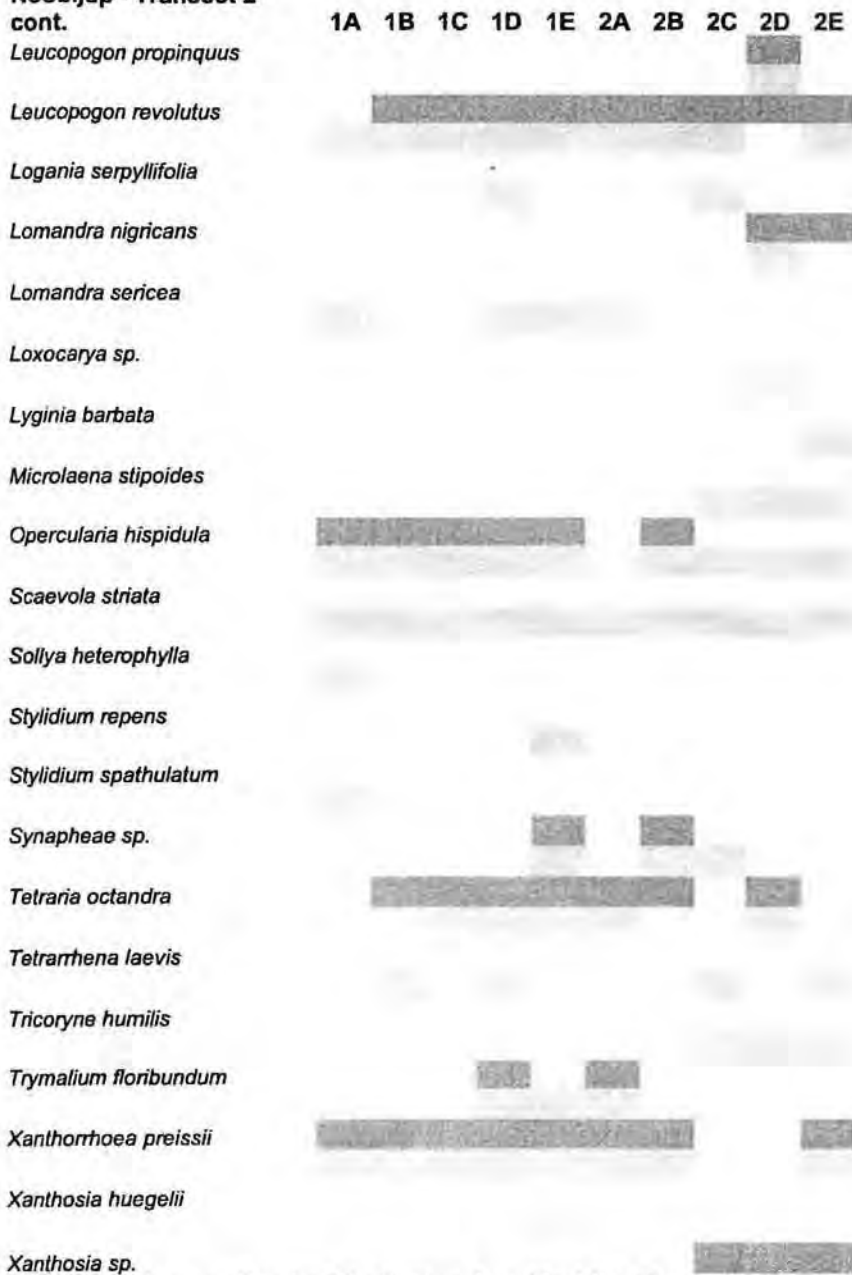 cont. 1A 1B 1C 1D 1E 2A 2B 2C 2D 2E
Leucopogon propinquus
Leucopogon revolutus
Logania serpyllifolia
Lomandra nigricans
Lomandra sericea
Loxocarya sp.
Lyginia barbata
Microlaena stipoides
Opercularia hispidula
Scaevola striata
Sollya heterophylla
Stylidium repens
Stylidium spathulatum
Synapheae sp.
Tetraria octandra
Tetrarrhena laevis
Tricoryne humilis
Trymalium floribundum
Xanthorrhoea preissii
Xanthosia huegelii
Xanthosia sp.